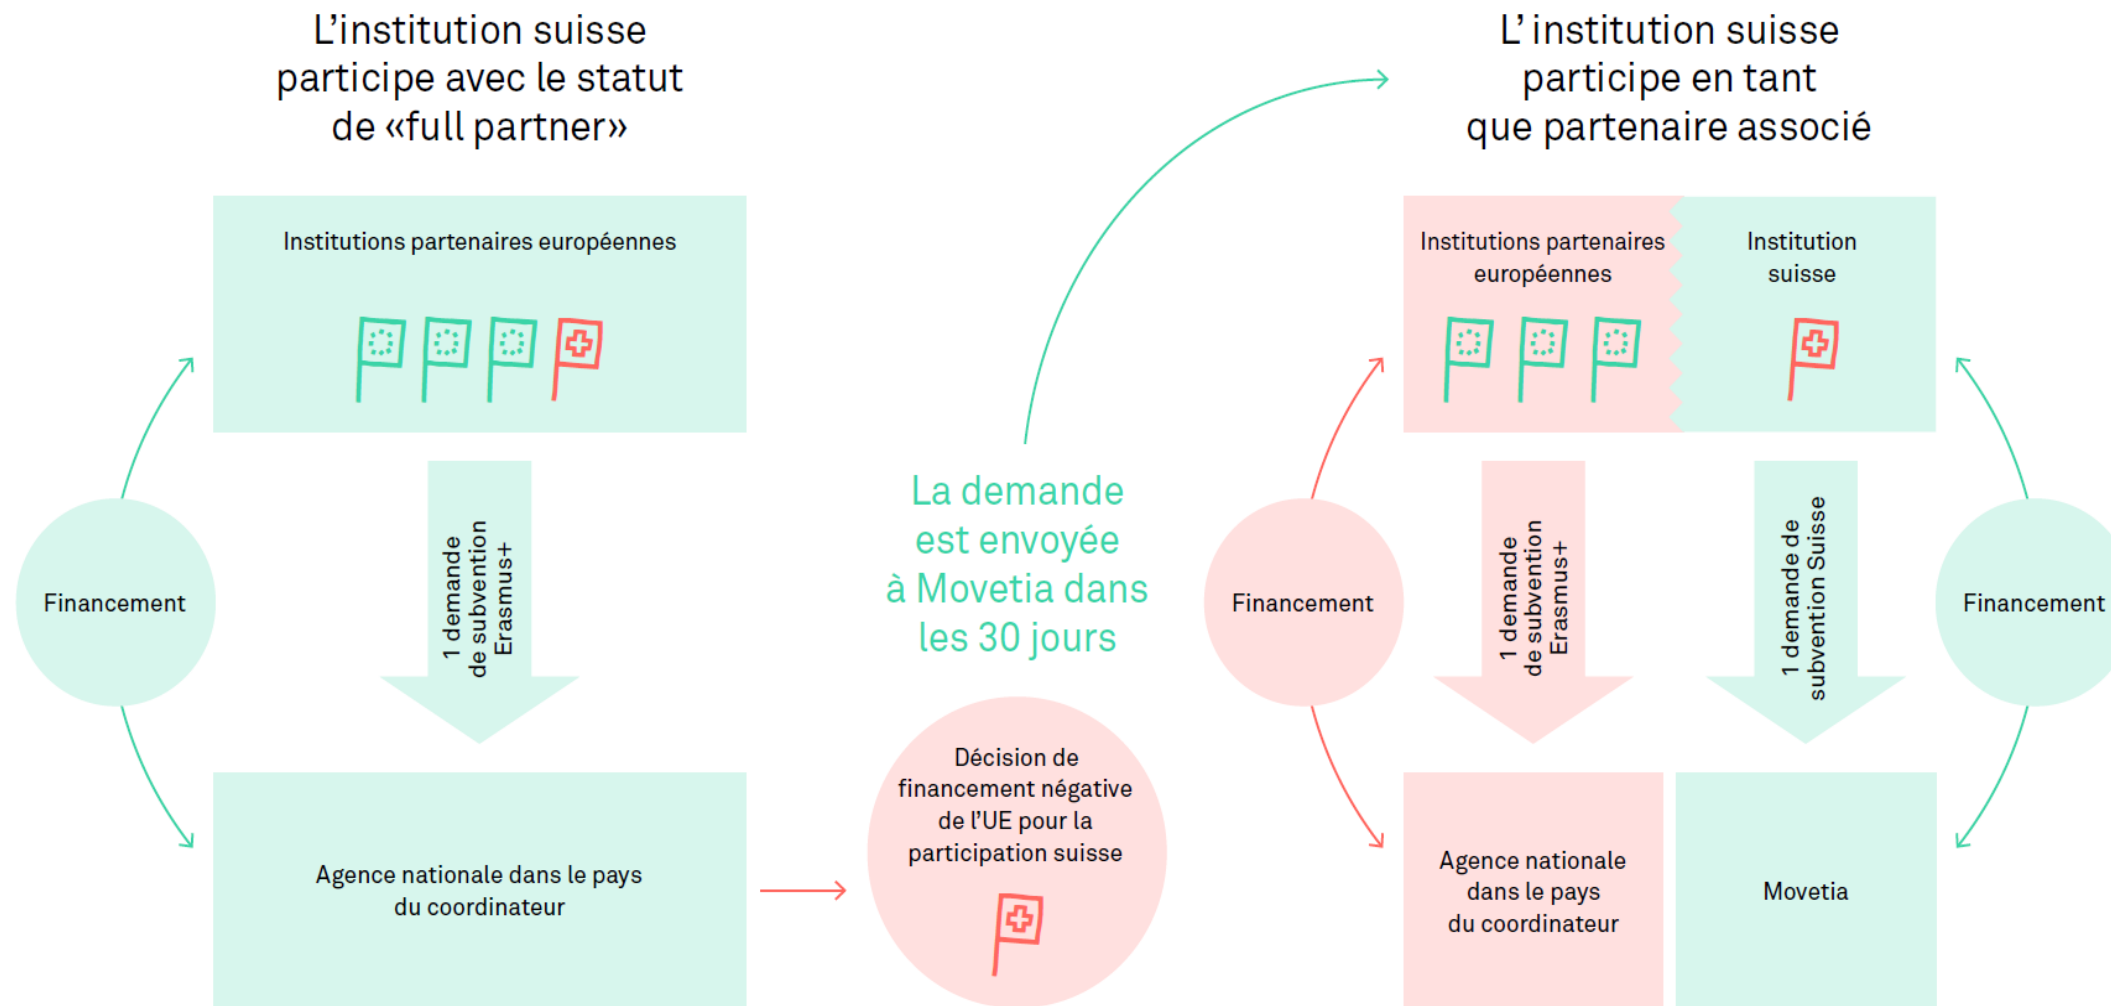 L’institution suisse
participe avec le statut
de «full partner»
Institutions partenaires européennes
Financement
1 demande
de subvention
Erasmus+
Agence nationale dans le pays
du coordinateur
La demande
est envoyée
à Movetia dans
les 30 jours
Décision de
financement négative
de l’UE pour la
participation suisse
L’ institution suisse
participe en tant
que partenaire associé
Institutions partenaires
européennes
Institution
suisse
Financement
1 demande
de subvention
Erasmus+
1 demande de
subvention Suisse
Financement
Agence nationale
dans le pays
du coordinateur
Movetia